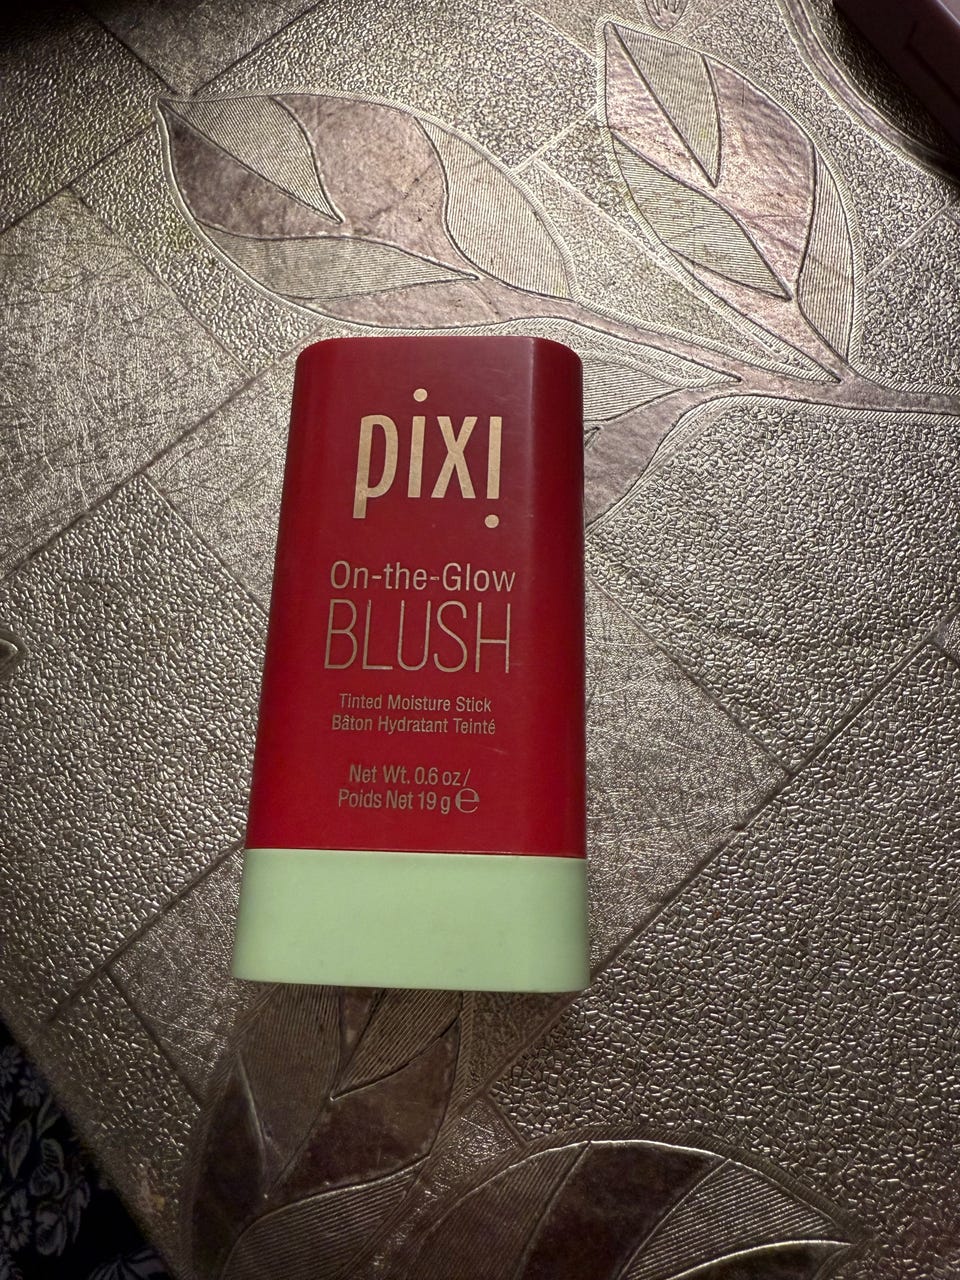 pixi
On-the-Glow
BLUSH
Tinted Moisture Stick
Bâton Hydratant Teinté
Net Wt. 0.6 oz /
Poids Net 19 g ℮